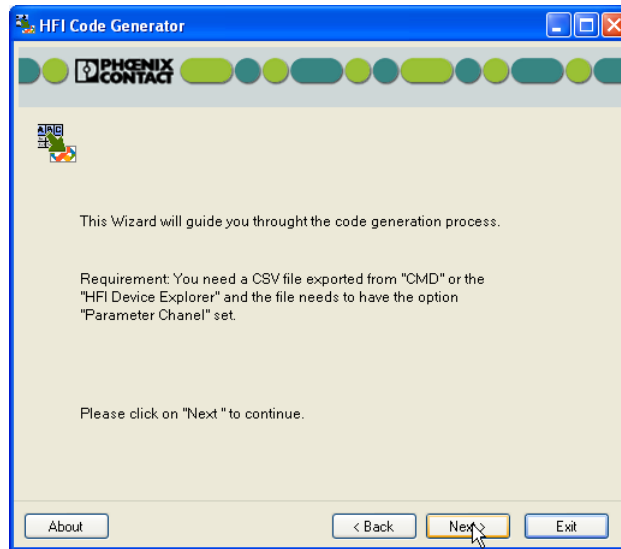 HFI Code Generator
PHŒNIX
CONTACT
ABC
This Wizard will guide you throught the code generation process.
Requirement: You need a CSV file exported from "CMD" or the
"HFI Device Explorer" and the file needs to have the option
"Parameter Chanel" set.
Please click on "Next " to continue.
About
< Back
Next >
Exit